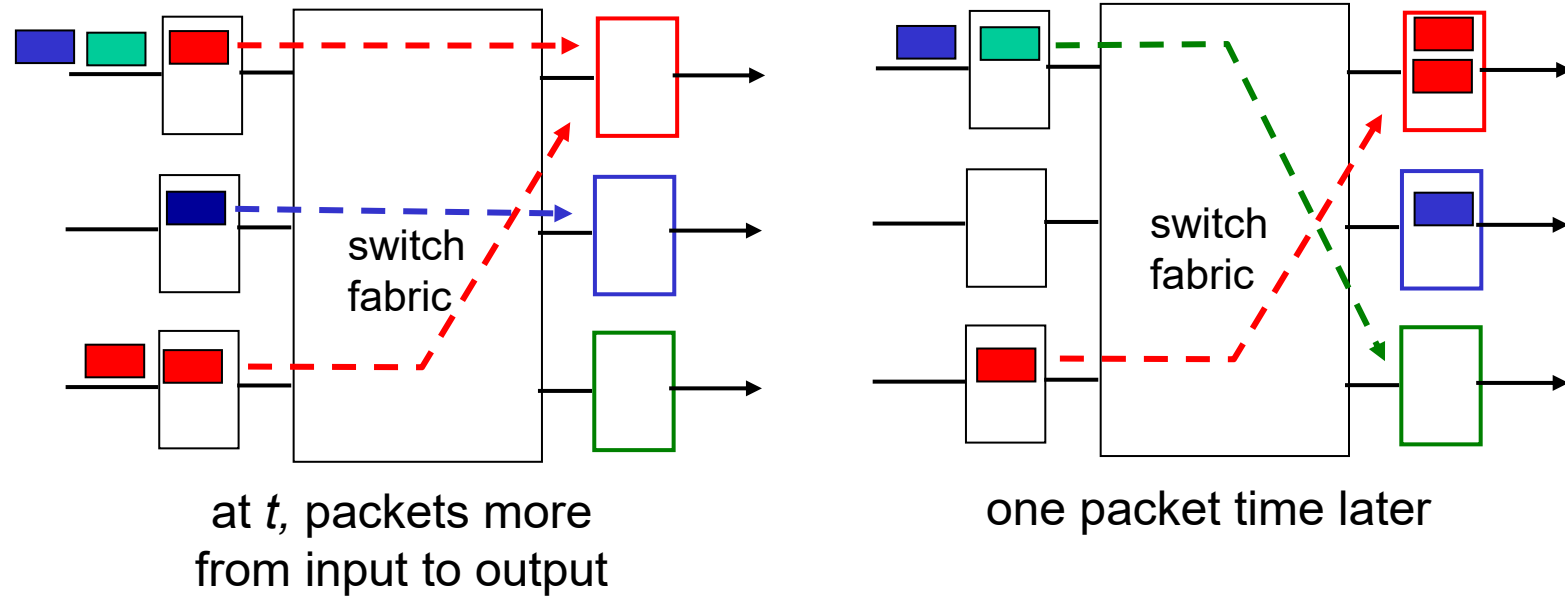 switch
fabric
at t, packets more
from input to output
switch
fabric
one packet time later